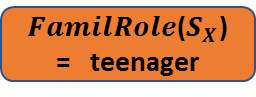 FamilRole(S_X)
= teenager